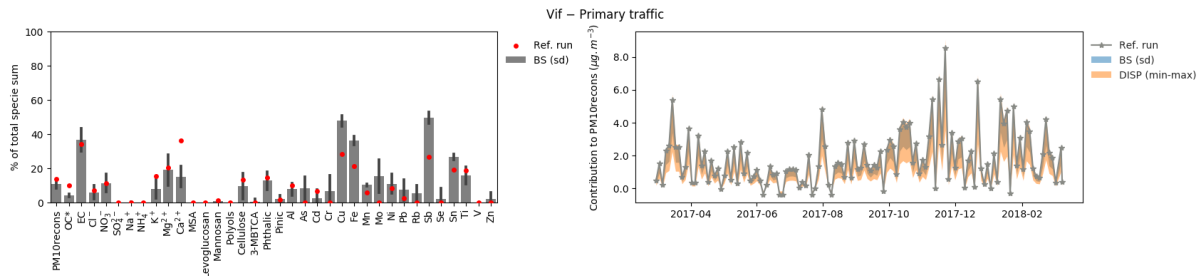 Vif − Primary traffic
100
80
60
40
20
0
% of total specie sum
Ref. run
BS (sd)
PM10recons
OC*
EC
Cl⁻
NO₃⁻
SO₄²⁻
Na⁺
NH₄⁺
K⁺
Mg²⁺
Ca²⁺
MSA
Levoglucosan
Mannosan
Polyols
Cellulose
3-MBTCA
Phthalic
Pinic
Al
As
Cd
Cr
Cu
Fe
Mn
Mo
Ni
Pb
Rb
Sb
Se
Sn
Ti
V
Zn
Contribution to PM10recons (µg. m⁻³)
8.0
6.0
4.0
2.0
0.0
2017-04
2017-06
2017-08
2017-10
2017-12
2018-02
Ref. run
BS (sd)
DISP (min-max)